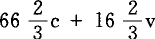 66 2/3 c + 16 2/3 v